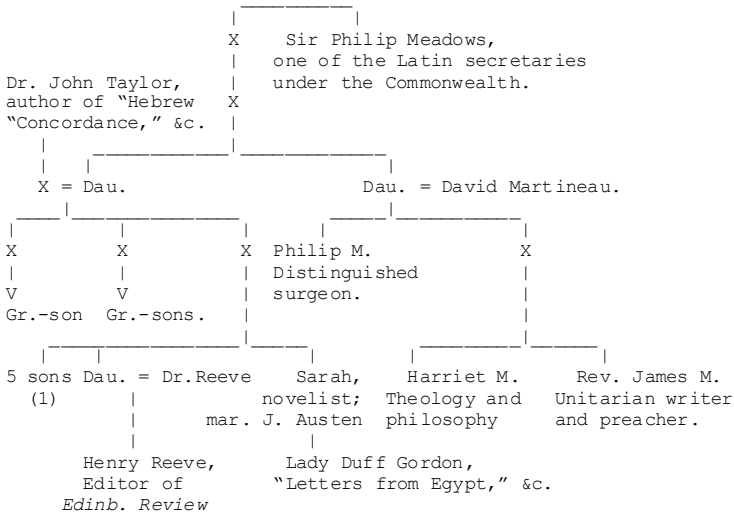 X Sir Philip Meadows,
one of the Latin secretaries
Dr. John Taylor, under the Commonwealth.
author of “Hebrew X
“Concordance,” &c.
X = Dau. Dau. = David Martineau.
X X X Philip M. X
Distinguished
V V surgeon.
Gr.-son Gr.-sons.
5 sons Dau. = Dr.Reeve Sarah, Harriet M. Rev. James M.
(1) novelist; Theology and Unitarian writer
mar. J. Austen philosophy and preacher.
Henry Reeve, Lady Duff Gordon,
Editor of “Letters from Egypt,” &c.
Edinb. Review